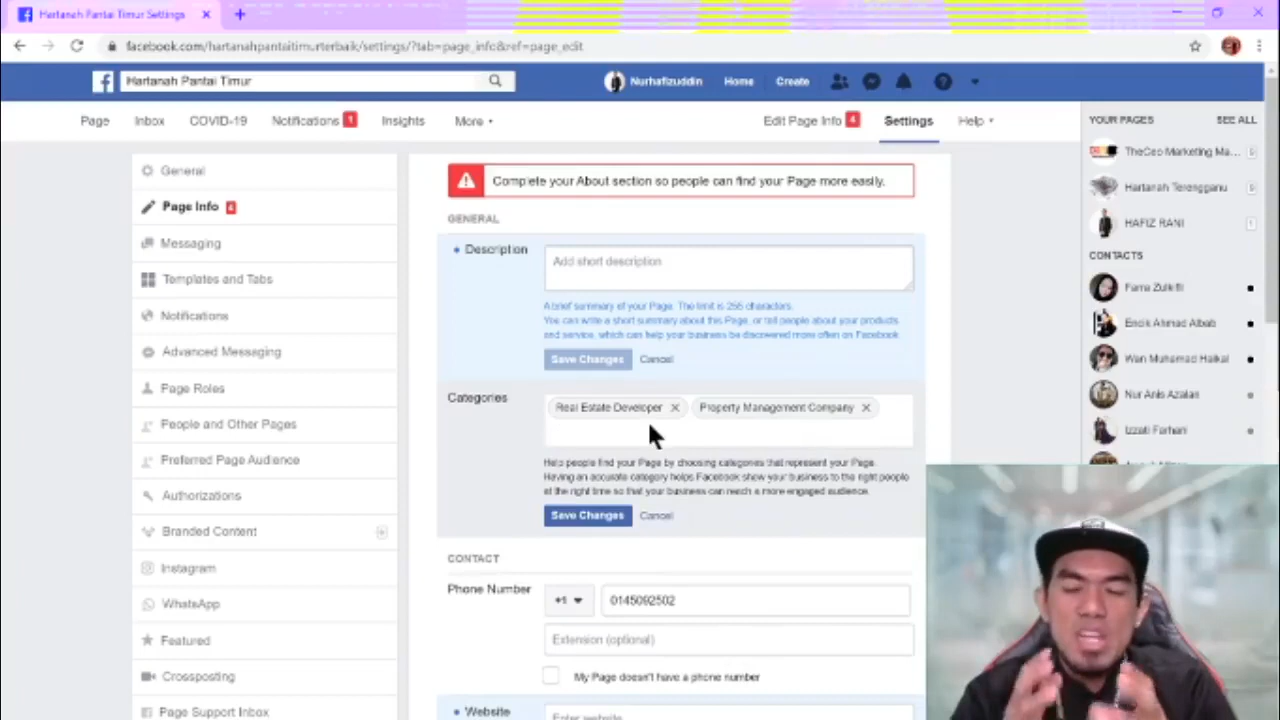 Hartanah Pantai Timur Settings
facebook.com/hartanahpantaitimurterbaik/settings/?tab=page_info&ref=page_edit
Hartanah Pantai Timur
Nurhafizuddin
Home
Create
Page
Inbox
COVID-19
Notifications 1
Insights
More
Edit Page Info 4
Settings
Help
General
Page Info 4
Messaging
Templates and Tabs
Notifications
Advanced Messaging
Page Roles
People and Other Pages
Preferred Page Audience
Authorizations
Branded Content
Instagram
WhatsApp
Featured
Crossposting
Page Support Inbox
Complete your About section so people can find your Page more easily.
GENERAL
Description
Add short description
A brief summary of your Page. The limit is 255 characters.
You can write a short summary about this Page, or tell people about your products
and service, which can help your business be discovered more often on Facebook.
Save Changes
Cancel
Categories
Real Estate Developer
Property Management Company
Help people find your Page by choosing categories that represent your Page.
Having an accurate category helps Facebook show your business to the right people
at the right time so that your business can reach a more engaged audience.
Save Changes
Cancel
CONTACT
Phone Number
+1
0145092502
Extension (optional)
My Page doesn't have a phone number
Website
Enter website
YOUR PAGES
SEE ALL
TheCeo Marketing Ma...
Hartanah Terengganu
HAFIZ RANI
1
CONTACTS
Farra Zulkifli
Encik Ahmad Albab
Wan Muhamad Haikal
Nur Anis Azalan
Izzati Farhani